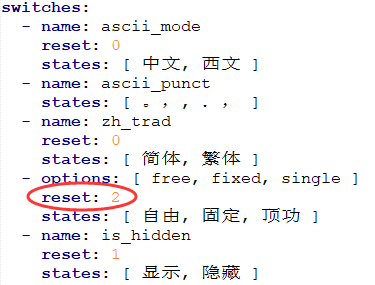 switches:
  - name: ascii_mode
    reset: 0
    states: [ 中文, 西文 ]
  - name: ascii_punct
    states: [ 。，, ．， ]
  - name: zh_trad
    reset: 0
    states: [ 简体, 繁体 ]
  - options: [ free, fixed, single ]
    reset: 2
    states: [ 自由, 固定, 顶功 ]
  - name: is_hidden
    reset: 1
    states: [ 显示, 隐藏 ]